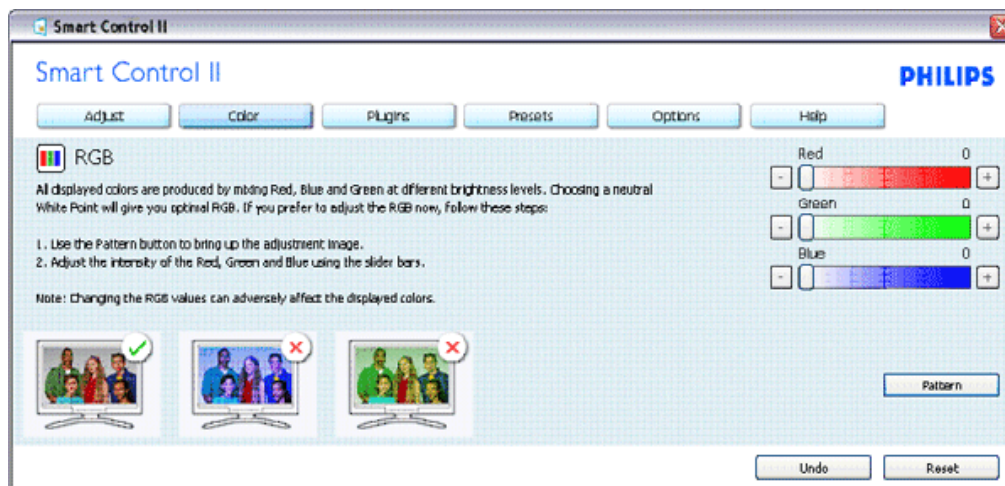 Smart Control II
Smart Control II
PHILIPS
Adjust Color Plugins Presets Options Help
RGB
All displayed colors are produced by mixing Red, Blue and Green at different brightness levels. Choosing a neutral
White Point will give you optimal RGB. If you prefer to adjust the RGB now, follow these steps:
1. Use the Pattern button to bring up the adjustment image.
2. Adjust the intensity of the Red, Green and Blue using the slider bars.
Note: Changing the RGB values can adversely affect the displayed colors.
Red 0
- +
Green 0
- +
Blue 0
- +
Pattern
Undo Reset